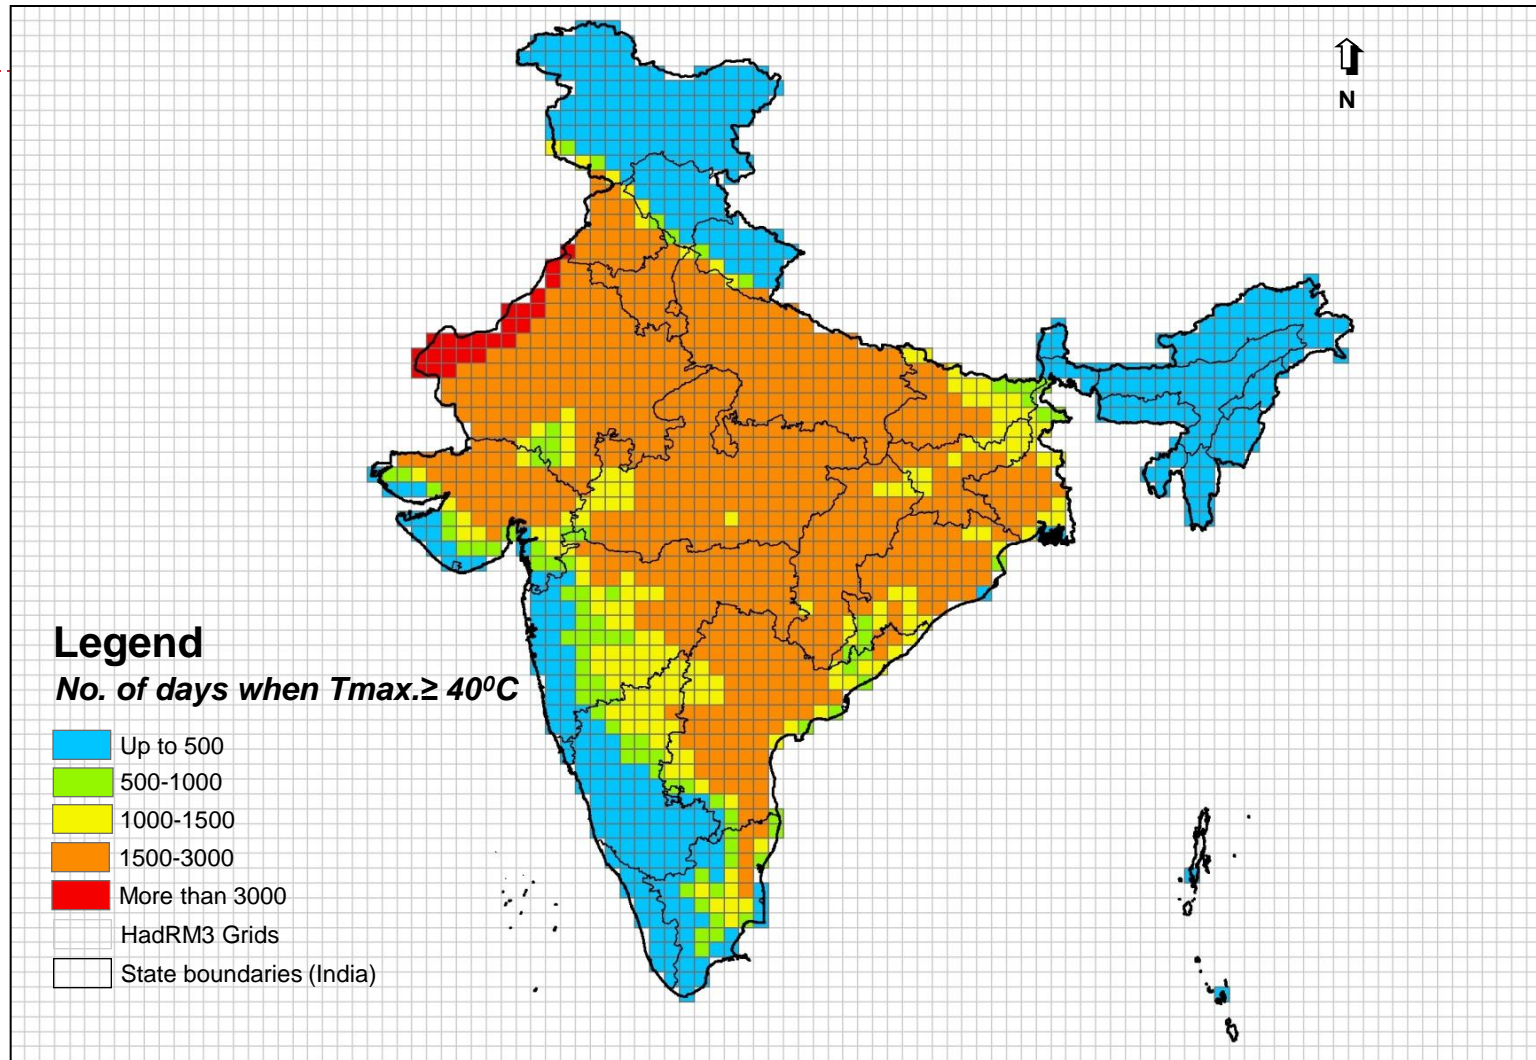 N
Legend
No. of days when Tmax.≥ 40⁰C
Up to 500
500-1000
1000-1500
1500-3000
More than 3000
HadRM3 Grids
State boundaries (India)